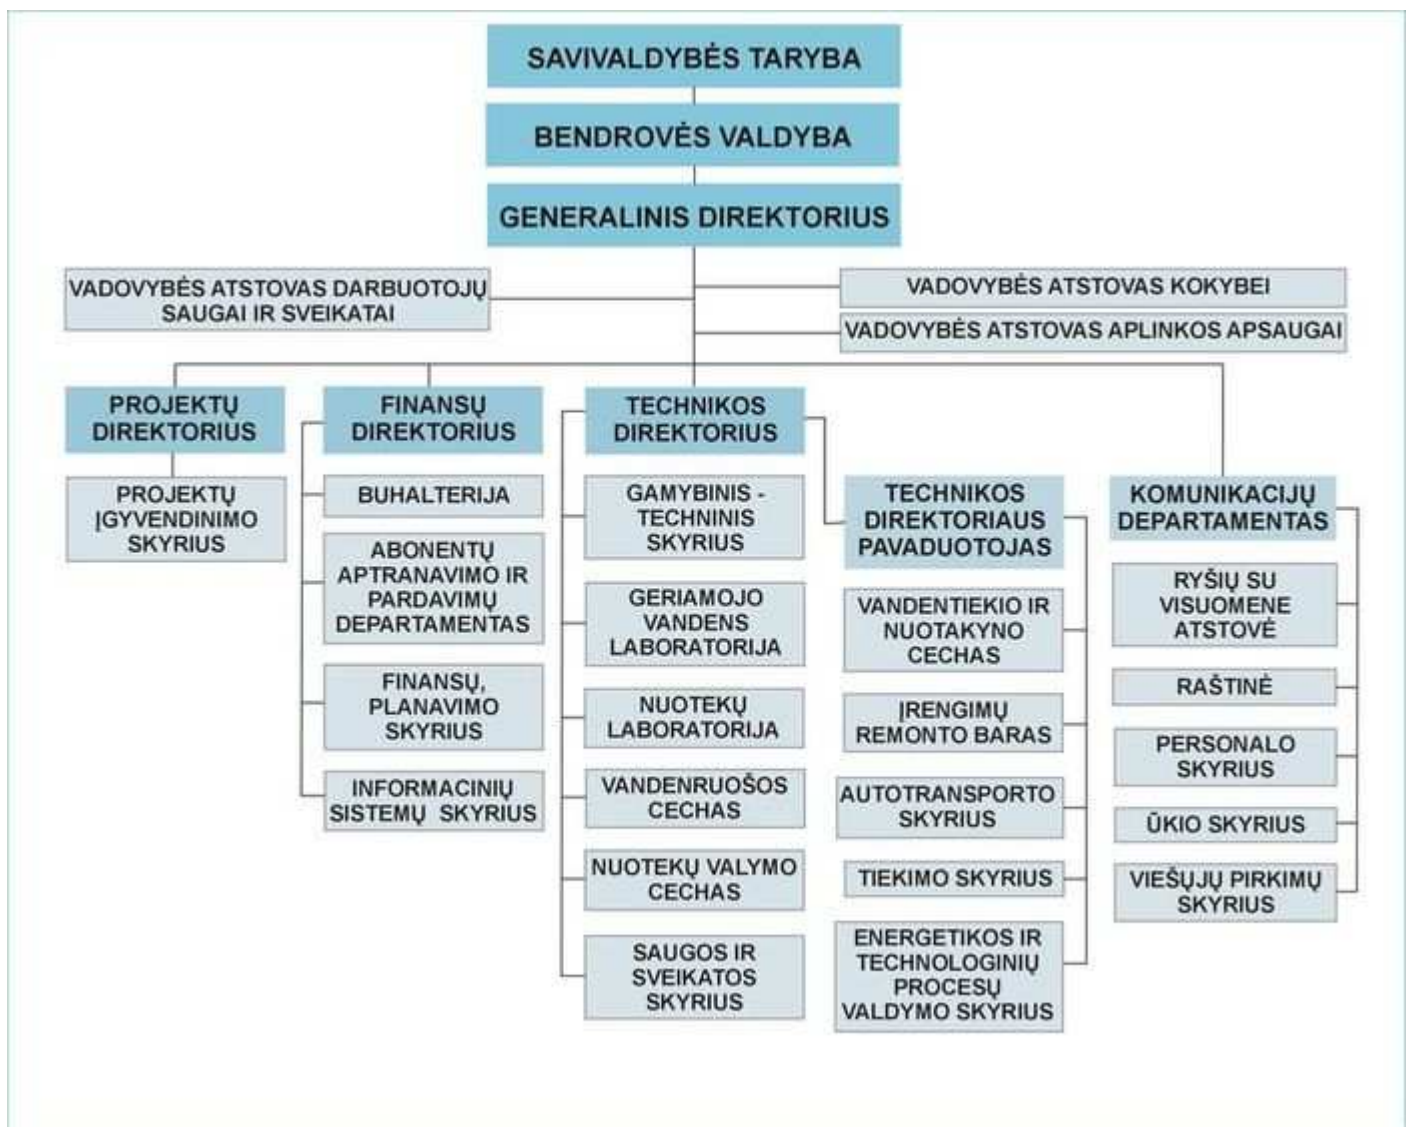 SAVIVALDYBĖS TARYBA
BENDROVĖS VALDYBA
GENERALINIS DIREKTORIUS
VADOVYBĖS ATSTOVAS DARBUOTOJŲ
SAUGAI IR SVEIKATAI
VADOVYBĖS ATSTOVAS KOKYBEI
VADOVYBĖS ATSTOVAS APLINKOS APSAUGAI
PROJEKTŲ
DIREKTORIUS
PROJEKTŲ
ĮGYVENDINIMO
SKYRIUS
FINANSŲ
DIREKTORIUS
BUHALTERIJA
ABONENTŲ
APTRANAVIMO IR
PARDAVIMŲ
DEPARTAMENTAS
FINANSŲ,
PLANAVIMO
SKYRIUS
INFORMACINIŲ
SISTEMŲ SKYRIUS
TECHNIKOS
DIREKTORIUS
GAMYBINIS -
TECHNINIS
SKYRIUS
GERIAMOJO
VANDENS
LABORATORIJA
NUOTEKŲ
LABORATORIJA
VANDENRUOŠOS
CECHAS
NUOTEKŲ VALYMO
CECHAS
SAUGOS IR
SVEIKATOS
SKYRIUS
TECHNIKOS
DIREKTORIAUS
PAVADUOTOJAS
VANDENTIEKIO IR
NUOTAKYNO
CECHAS
ĮRENGIMŲ
REMONTO BARAS
AUTOTRANSPORTO
SKYRIUS
TIEKIMO SKYRIUS
ENERGETIKOS IR
TECHNOLOGINIŲ
PROCESŲ
VALDYMO SKYRIUS
KOMUNIKACIJŲ
DEPARTAMENTAS
RYŠIŲ SU
VISUOMENE
ATSTOVĖ
RAŠTINĖ
PERSONALO
SKYRIUS
ŪKIO SKYRIUS
VIEŠŲJŲ PIRKIMŲ
SKYRIUS